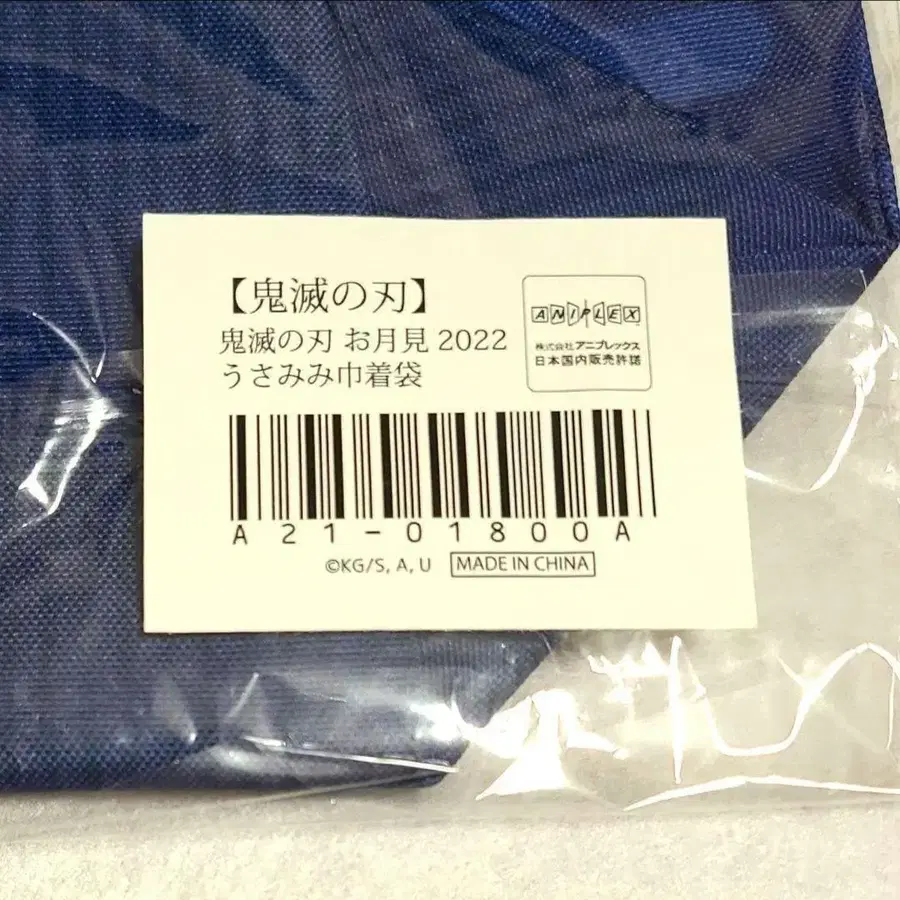 【鬼滅の刃】
鬼滅の刃 お月見 2022
うさみみ巾着袋
ANIPLEX
株式会社 アニプレックス
日本国内販売許諾
A21-01800A
©KG/S, A, U
MADE IN CHINA